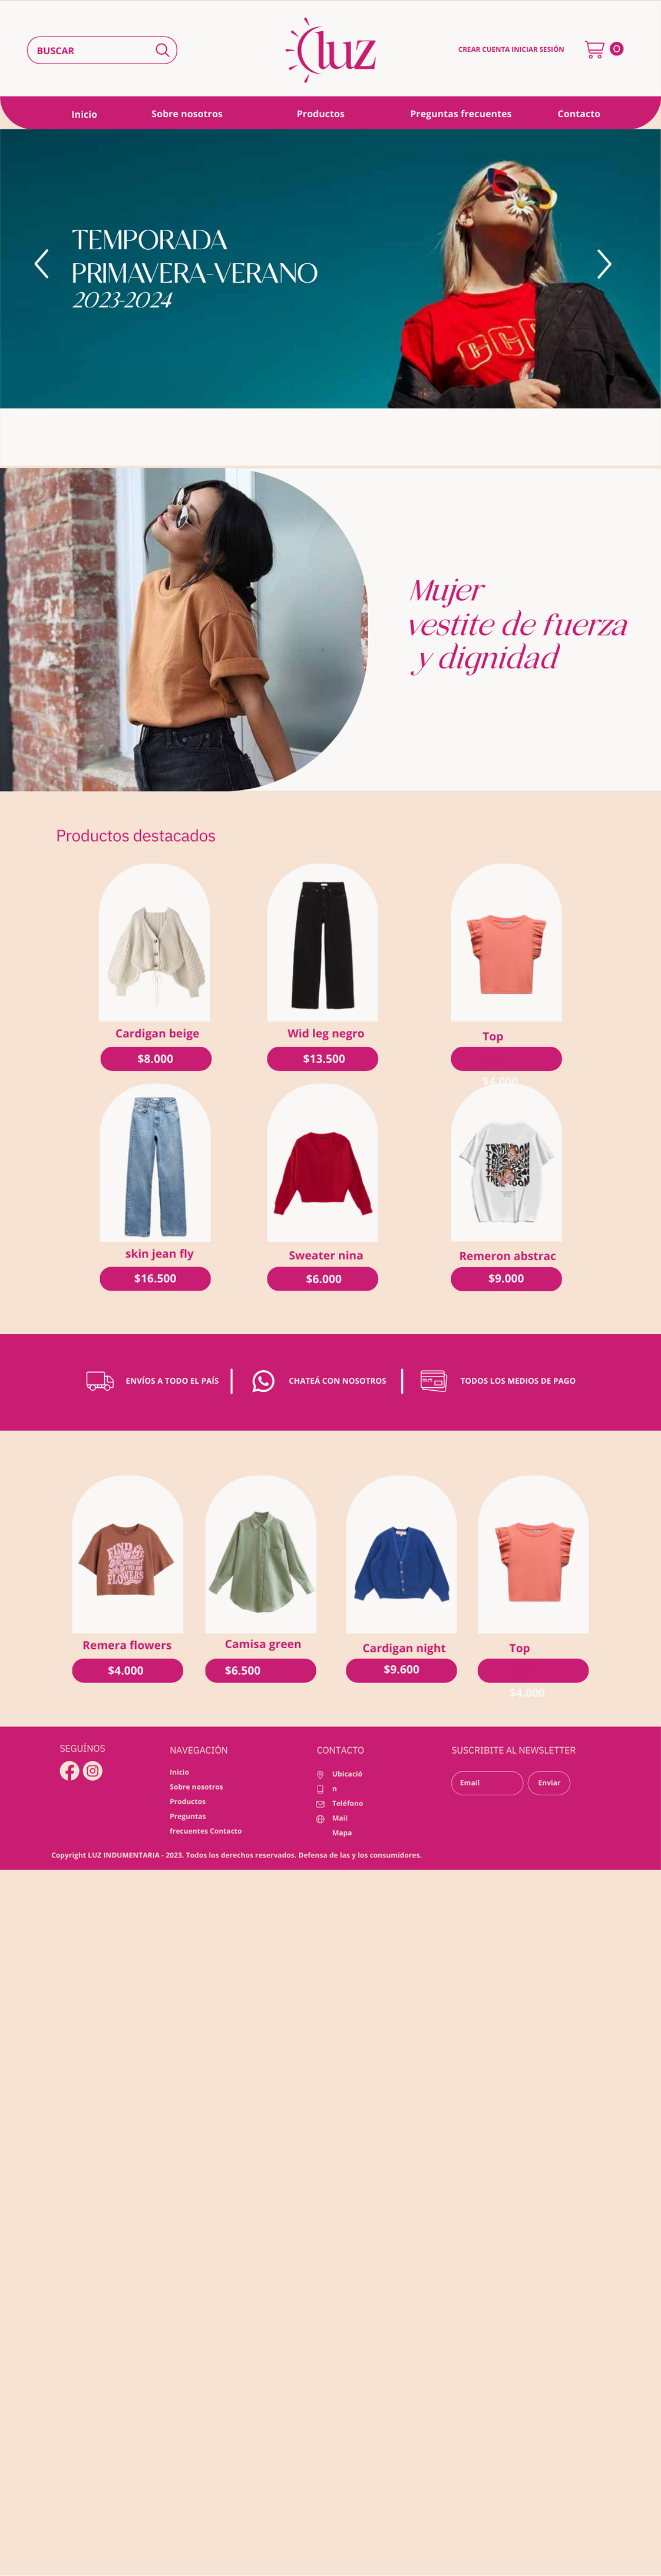 BUSCAR
luz
CREAR CUENTA INICIAR SESIÓN
0
Inicio
Sobre nosotros
Productos
Preguntas frecuentes
Contacto
TEMPORADA
PRIMAVERA-VERANO
2023-2024
Mujer
vestite de fuerza
y dignidad
Productos destacados
Cardigan beige
Wid leg negro
Top
$8.000
$13.500
$4.000
skin jean fly
Sweater nina
Remeron abstrac
$16.500
$6.000
$9.000
ENVÍOS A TODO EL PAÍS
CHATEÁ CON NOSOTROS
TODOS LOS MEDIOS DE PAGO
FIND
FLOWERS
Remera flowers
Camisa green
Cardigan night
Top
$4.000
$6.500
$9.600
$4.000
SEGUÍNOS
NAVEGACIÓN
Inicio
Sobre nosotros
Productos
Preguntas
frecuentes Contacto
CONTACTO
Ubicació
n
Teléfono
Mail
Mapa
SUSCRIBITE AL NEWSLETTER
Email
Enviar
Copyright LUZ INDUMENTARIA - 2023. Todos los derechos reservados. Defensa de las y los consumidores.